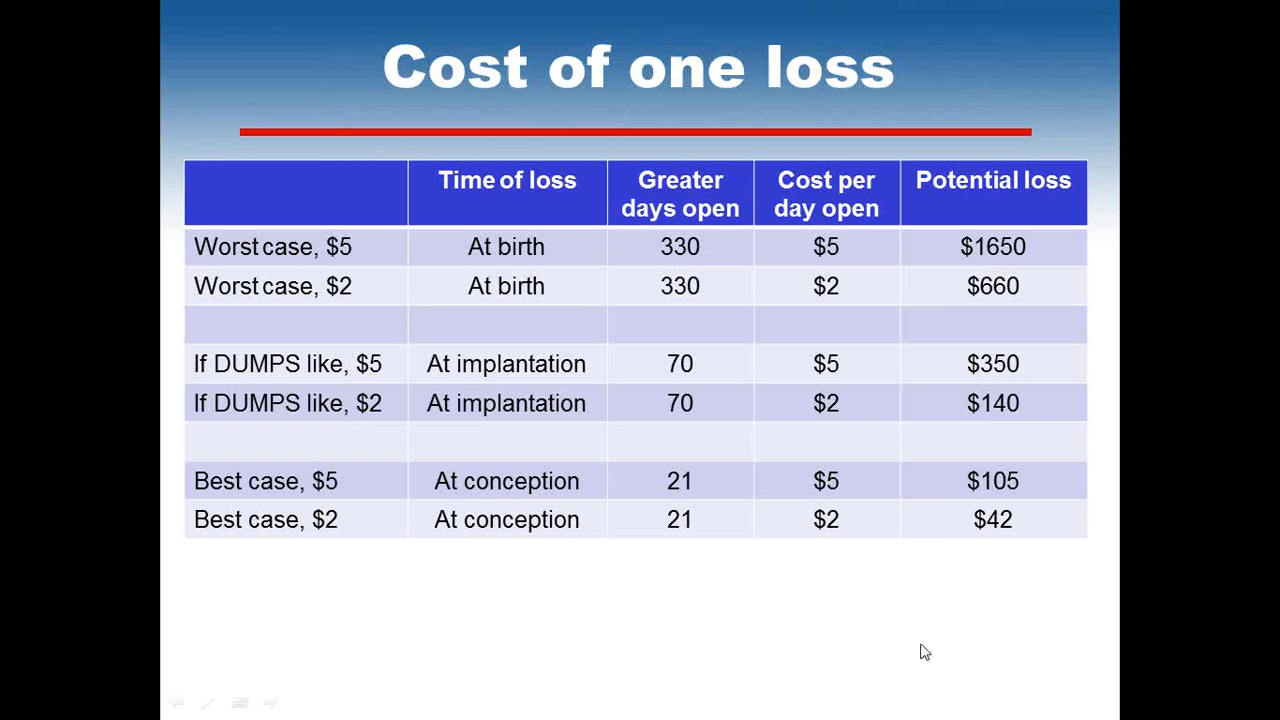 Cost of one loss
Time of loss Greater days open Cost per day open Potential loss
Worst case, $5 At birth 330 $5 $1650
Worst case, $2 At birth 330 $2 $660
If DUMPS like, $5 At implantation 70 $5 $350
If DUMPS like, $2 At implantation 70 $2 $140
Best case, $5 At conception 21 $5 $105
Best case, $2 At conception 21 $2 $42